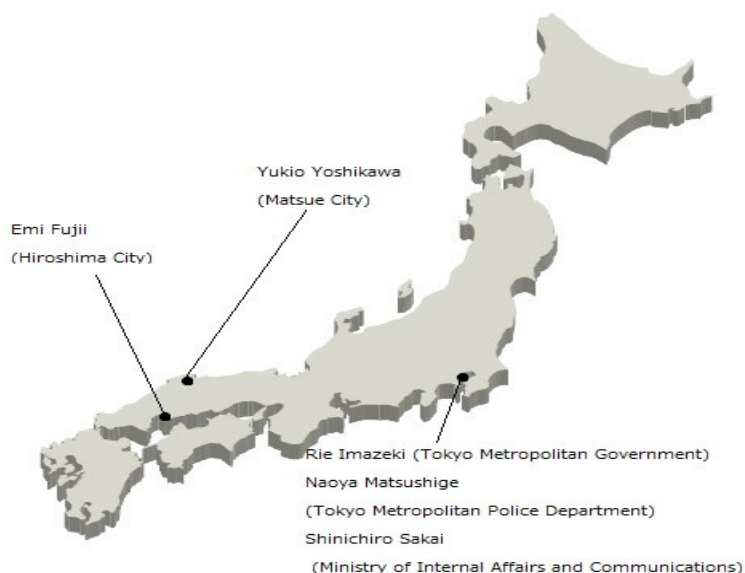 Yukio Yoshikawa
(Matsue City)
Emi Fujii
(Hiroshima City)
Rie Imazeki (Tokyo Metropolitan Government)
Naoya Matsushige
(Tokyo Metropolitan Police Department)
Shinichiro Sakai
(Ministry of Internal Affairs and Communications)